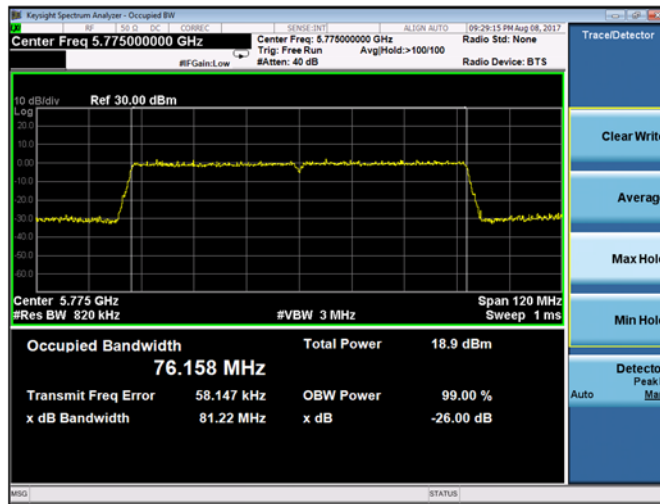 Keysight Spectrum Analyzer - Occupied BW
RF 50 Ω DC CORREC SENSE:INT ALIGN AUTO 09:29:15 PM Aug 08, 2017
Center Freq 5.775000000 GHz
Center Freq: 5.775000000 GHz
Radio Std: None
Trig: Free Run Avg|Hold:>100/100
#IFGain:Low
#Atten: 40 dB
Radio Device: BTS
10 dB/div Ref 30.00 dBm
Log
20.0
10.0
0.00
-10.0
-20.0
-30.0
-40.0
-50.0
-60.0
Center 5.775 GHz
Span 120 MHz
#Res BW 820 kHz
#VBW 3 MHz
Sweep 1 ms
Occupied Bandwidth
Total Power 18.9 dBm
76.158 MHz
Transmit Freq Error 58.147 kHz
OBW Power 99.00 %
x dB Bandwidth 81.22 MHz
x dB -26.00 dB
Trace/Detector
Clear Write
Average
Max Hold
Min Hold
Detector
Peak
Auto Man
MSG
STATUS